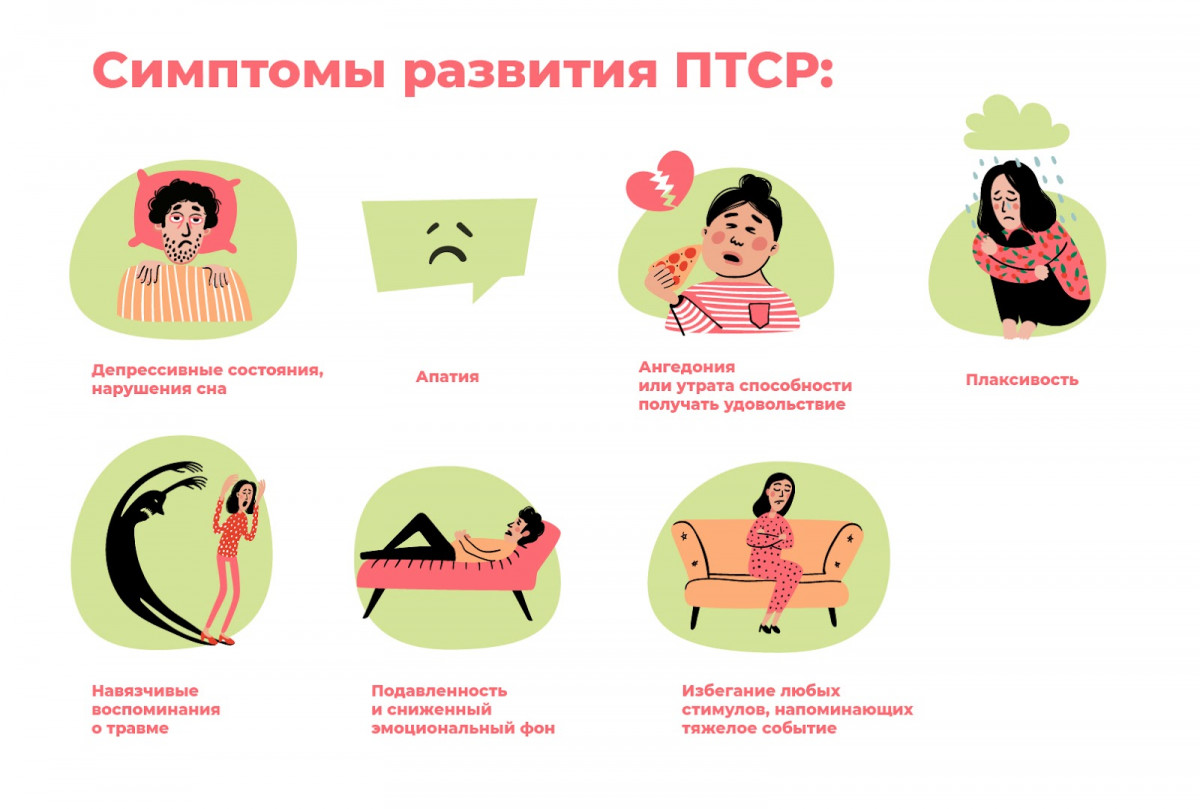 Симптомы развития ПТСР:
Депрессивные состояния,
нарушения сна
Апатия
Ангедония
или утрата способности
получать удовольствие
Плаксивость
Навязчивые
воспоминания
о травме
Подавленность
и сниженный
эмоциональный фон
Избегание любых
стимулов, напоминающих
тяжелое событие